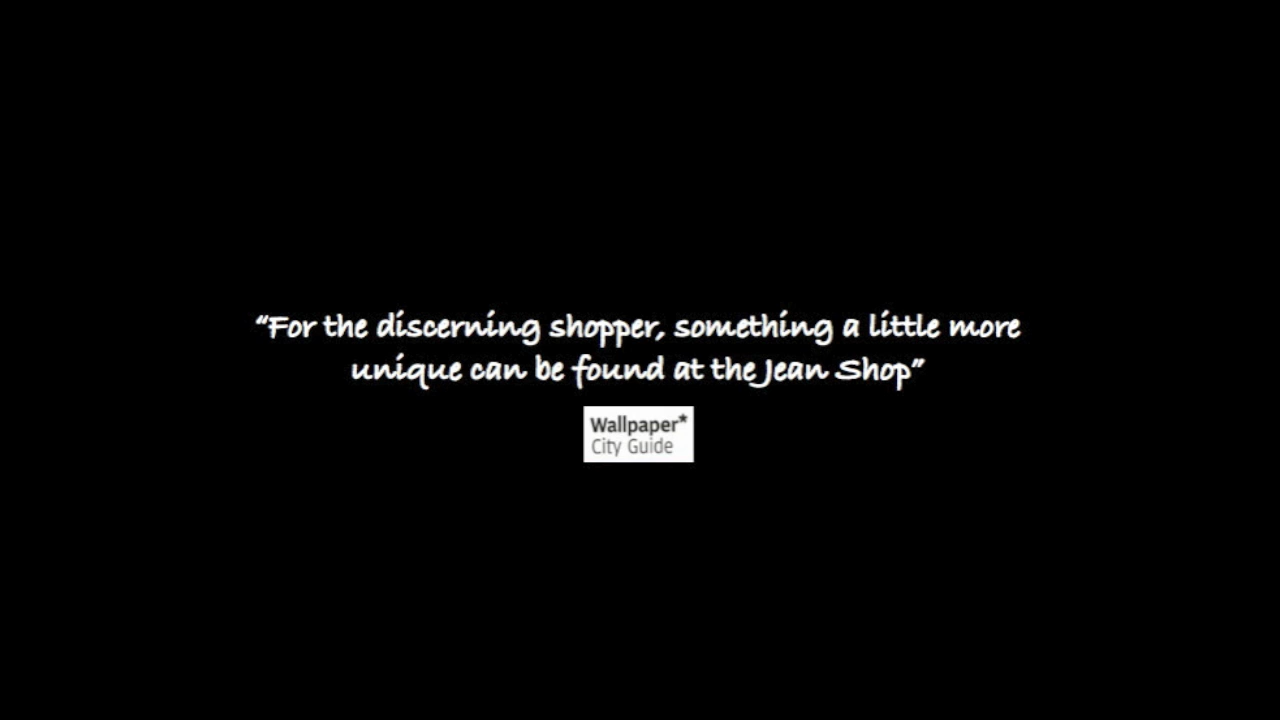 “For the discerning shopper, something a little more
unique can be found at the Jean Shop”
Wallpaper*
City Guide